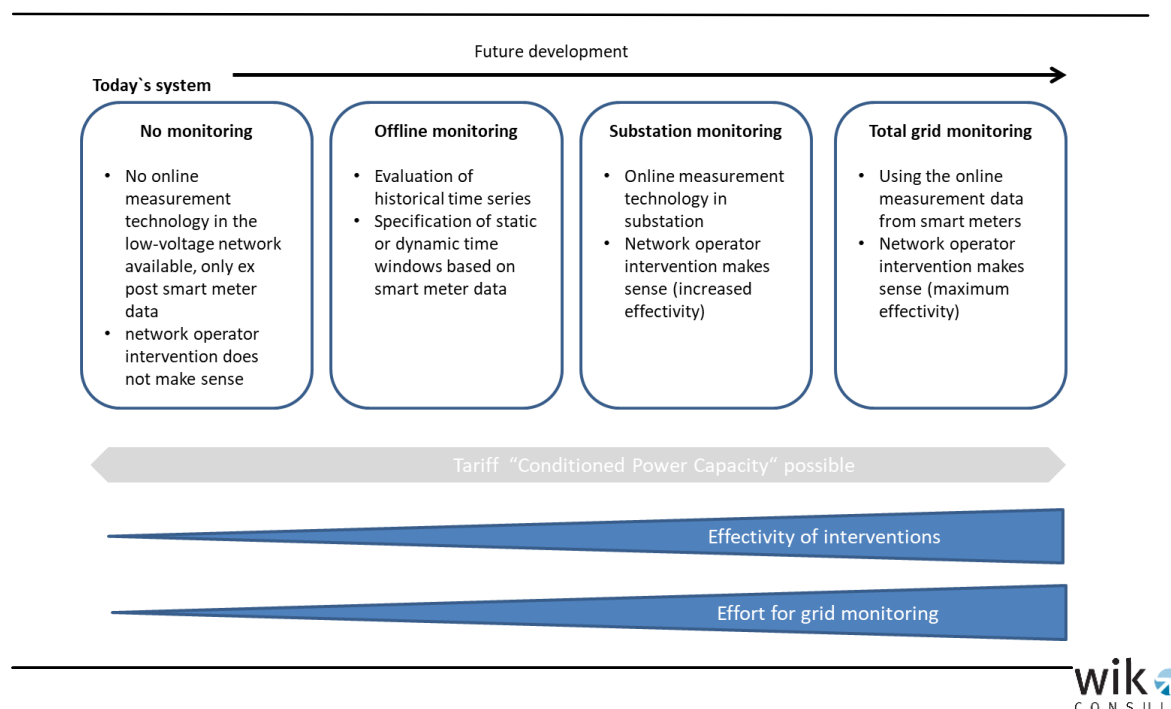 Future development
Today`s system
No monitoring
• No online
measurement
technology in the
low-voltage network
available, only ex
post smart meter
data
• network operator
intervention does
not make sense
Offline monitoring
• Evaluation of
historical time series
• Specification of static
or dynamic time
windows based on
smart meter data
Substation monitoring
• Online measurement
technology in
substation
• Network operator
intervention makes
sense (increased
effectivity)
Total grid monitoring
• Using the online
measurement data
from smart meters
• Network operator
intervention makes
sense (maximum
effectivity)
Tariff “Conditioned Power Capacity“ possible
Effectivity of interventions
Effort for grid monitoring
wik